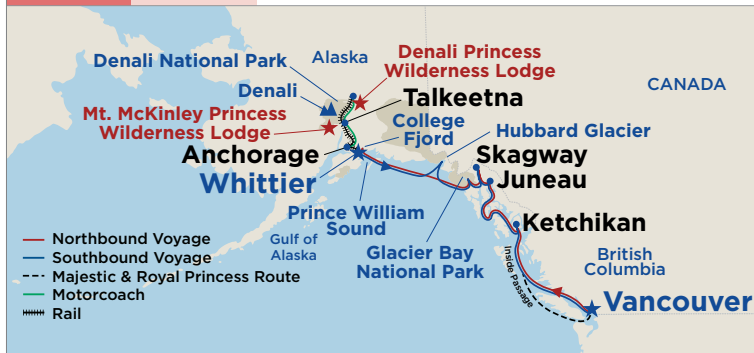 Alaska
Denali Princess
Wilderness Lodge
Denali National Park
CANADA
Denali
Talkeetna
Mt. McKinley Princess
Wilderness Lodge
College
Fjord
Hubbard Glacier
Anchorage
Skagway
Whittier
Juneau
Prince William
Sound
Ketchikan
Gulf of
Alaska
Glacier Bay
National Park
British
Columbia
Inside Passage
Vancouver
Northbound Voyage
Southbound Voyage
Majestic & Royal Princess Route
Motorcoach
Rail